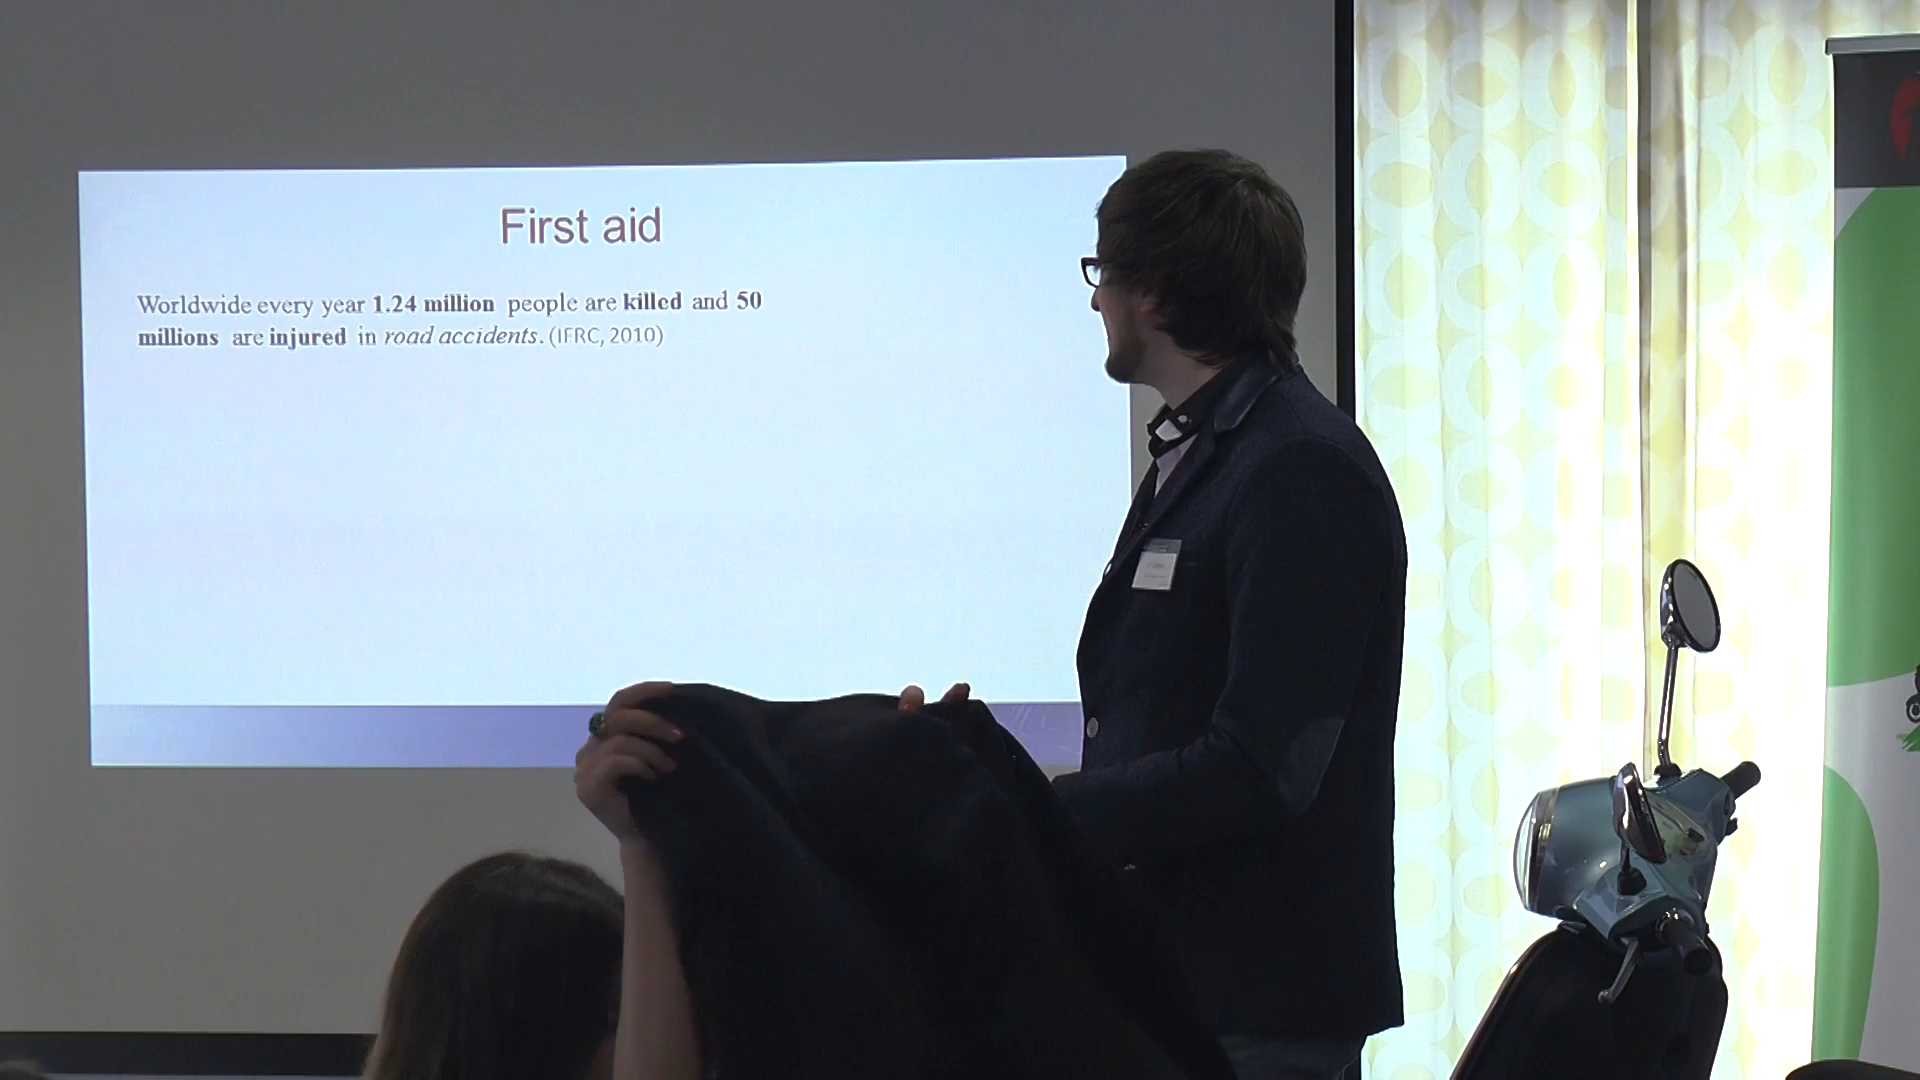 First aid
Worldwide every year 1.24 million people are killed and 50
millions are injured in road accidents. (IFRC, 2010)